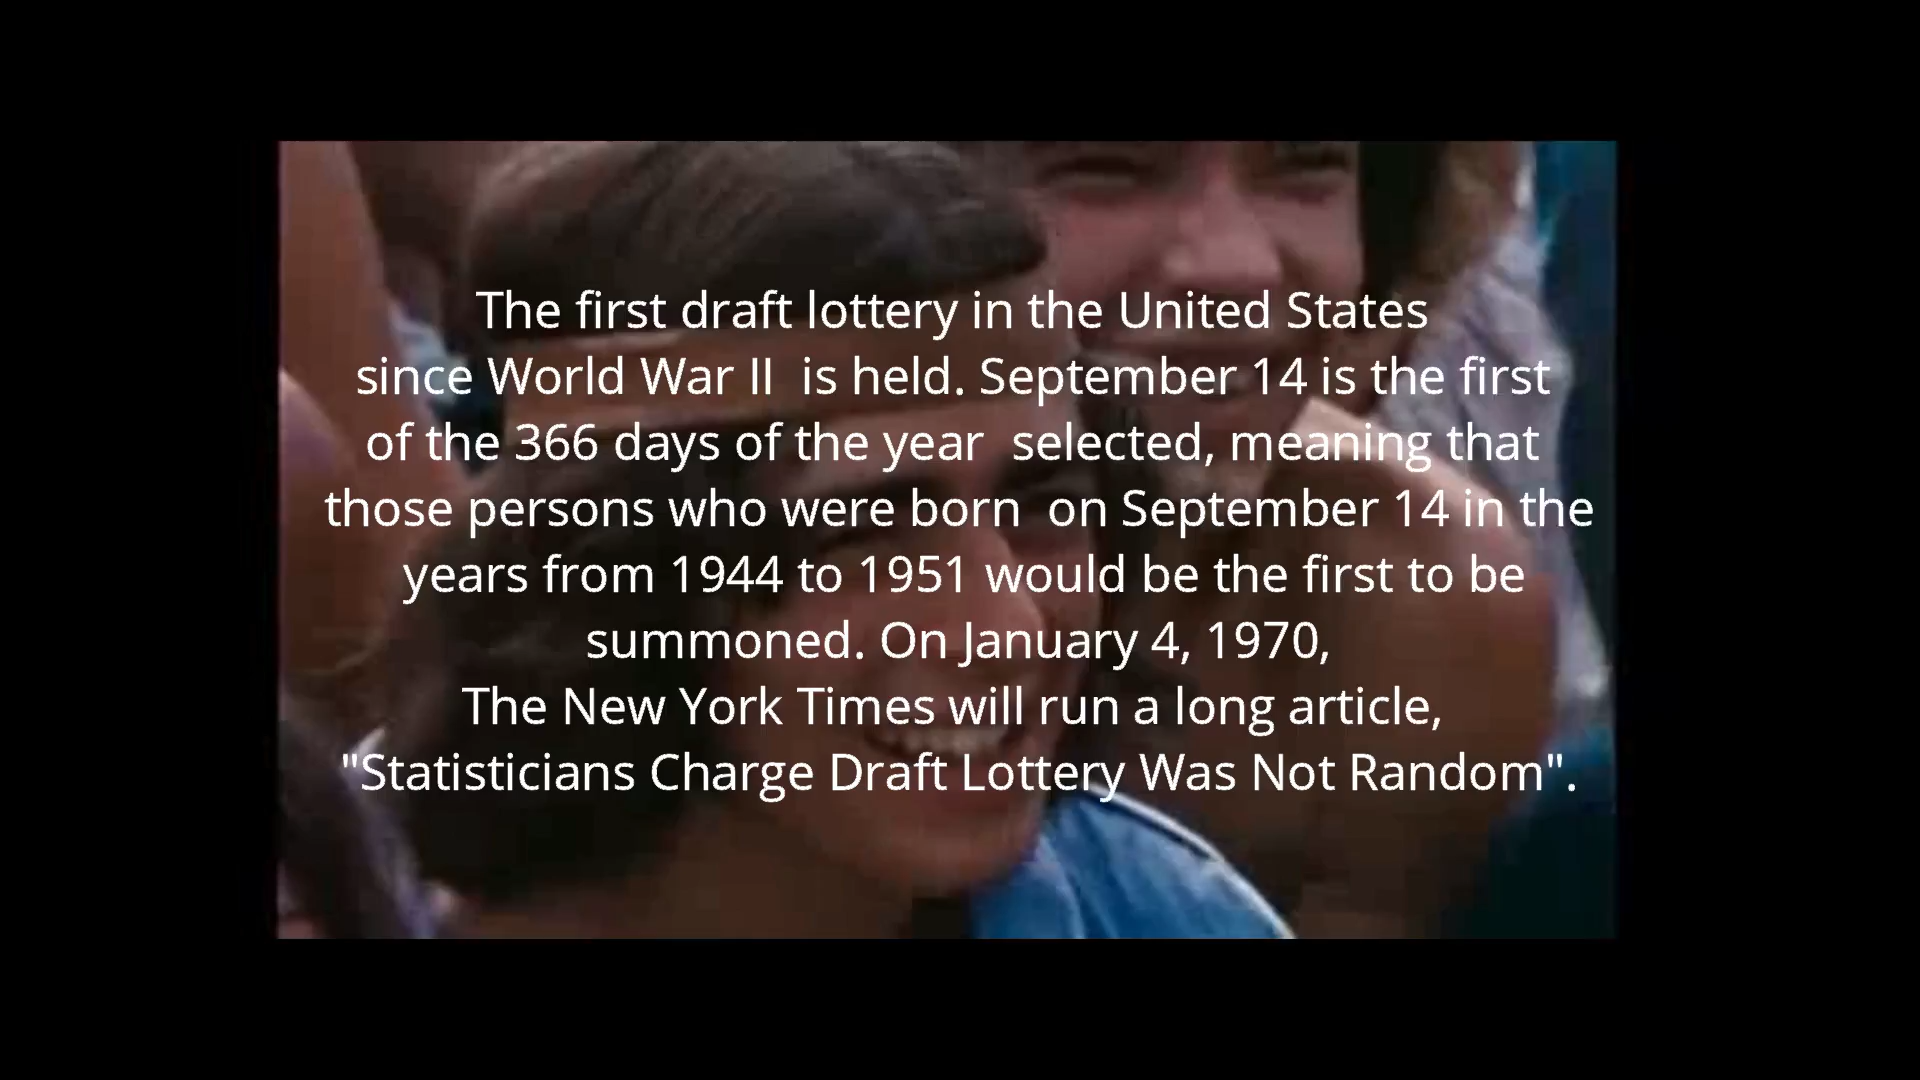 The first draft lottery in the United States
since World War II  is held. September 14 is the first
of the 366 days of the year  selected, meaning that
those persons who were born  on September 14 in the
years from 1944 to 1951 would be the first to be
summoned. On January 4, 1970,
The New York Times will run a long article,
"Statisticians Charge Draft Lottery Was Not Random".